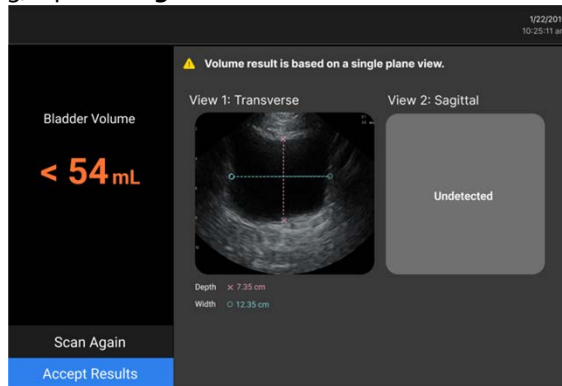 1/22/201
10:25:11 am
Volume result is based on a single plane view.
Bladder Volume
< 54 mL
View 1: Transverse
View 2: Sagittal
Undetected
Depth × 7.35 cm
Width ○ 12.35 cm
Scan Again
Accept Results